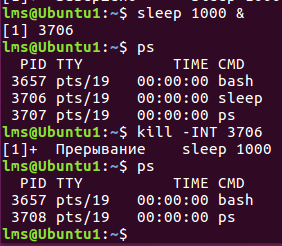 lms@Ubuntu1:~$ sleep 1000 &
[1] 3706
lms@Ubuntu1:~$ ps
  PID TTY          TIME CMD
 3657 pts/19   00:00:00 bash
 3706 pts/19   00:00:00 sleep
 3707 pts/19   00:00:00 ps
lms@Ubuntu1:~$ kill -INT 3706
[1]+  Прерывание    sleep 1000
lms@Ubuntu1:~$ ps
  PID TTY          TIME CMD
 3657 pts/19   00:00:00 bash
 3708 pts/19   00:00:00 ps
lms@Ubuntu1:~$